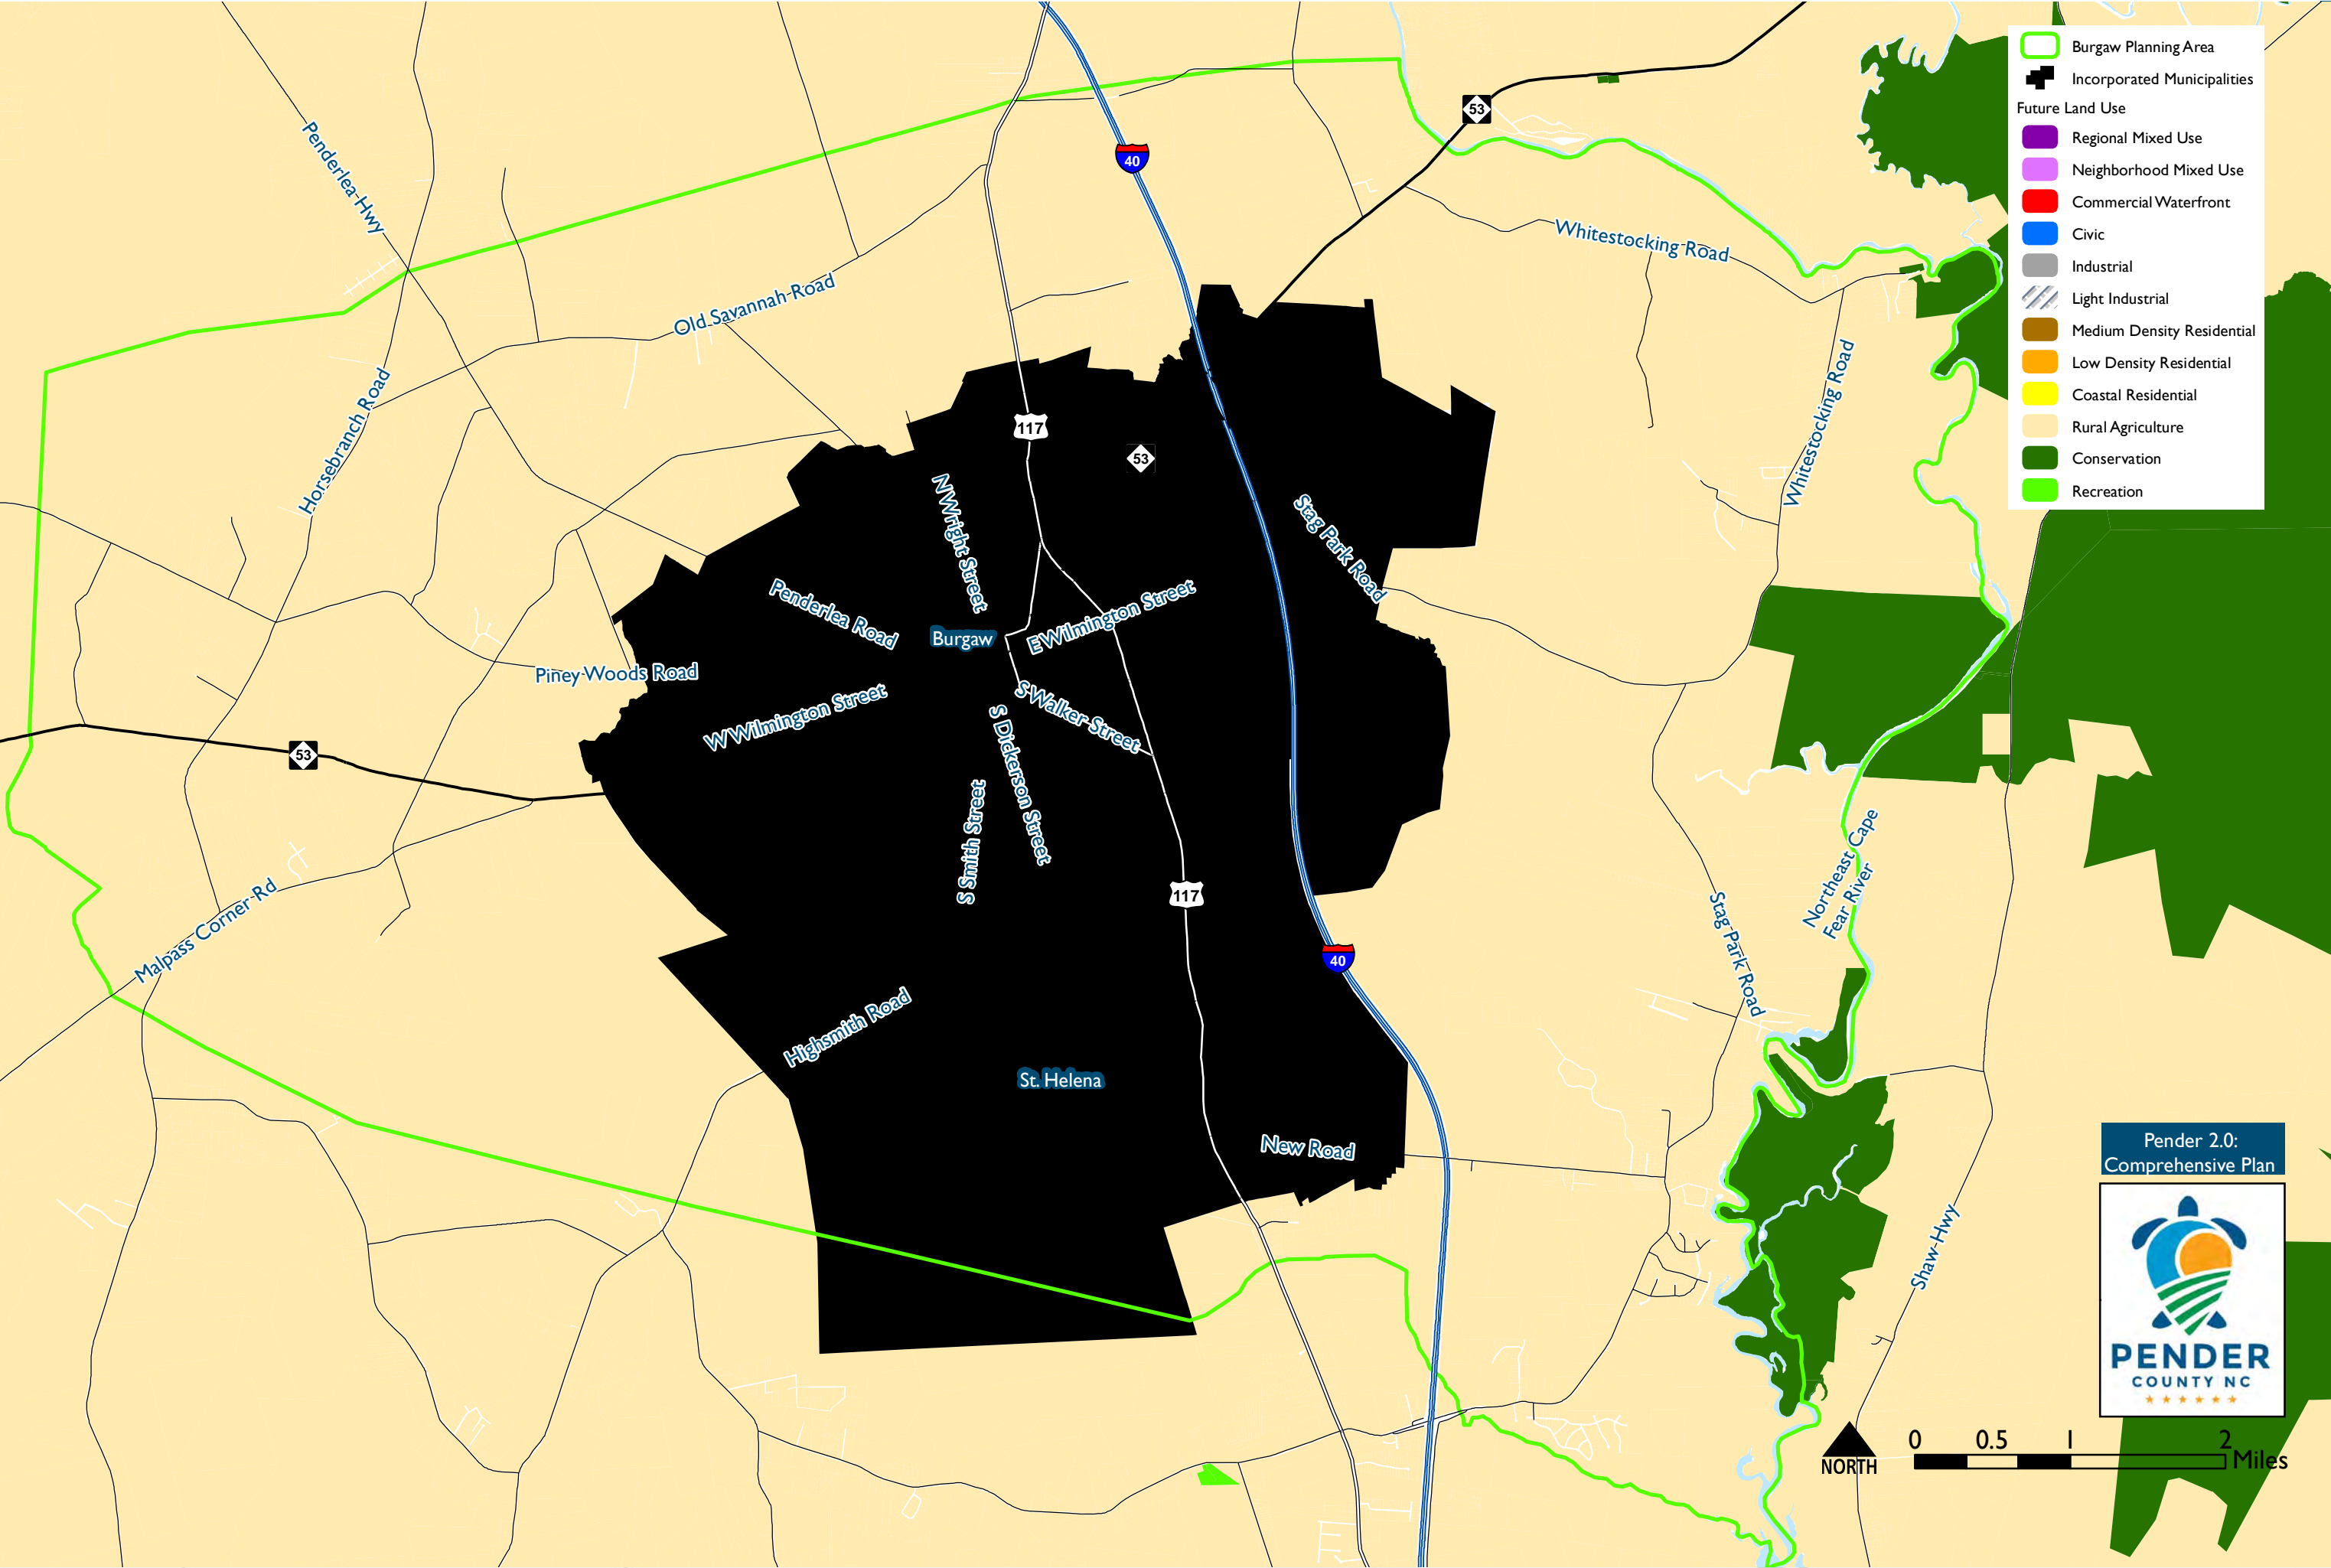 Burgaw Planning Area
Incorporated Municipalities
Future Land Use
Regional Mixed Use
Neighborhood Mixed Use
Commercial Waterfront
Civic
Industrial
Light Industrial
Medium Density Residential
Low Density Residential
Coastal Residential
Rural Agriculture
Conservation
Recreation
53
40
Penderlea Hwy
Whitestocking Road
Old Savannah Road
Horsebranch Road
Whitestocking Road
117
53
N Wright Street
Stag Park Road
Penderlea Road
E Wilmington Street
Burgaw
Piney Woods Road
W Wilmington Street
S Walker Street
S Dickerson Street
53
S Smith Street
117
Northeast Cape
Fear River
Malpass Corner Rd
Stag Park Road
40
Highsmith Road
St. Helena
New Road
Shaw Hwy
Pender 2.0:
Comprehensive Plan
PENDER
COUNTY NC
NORTH
0 0.5 1 2
Miles